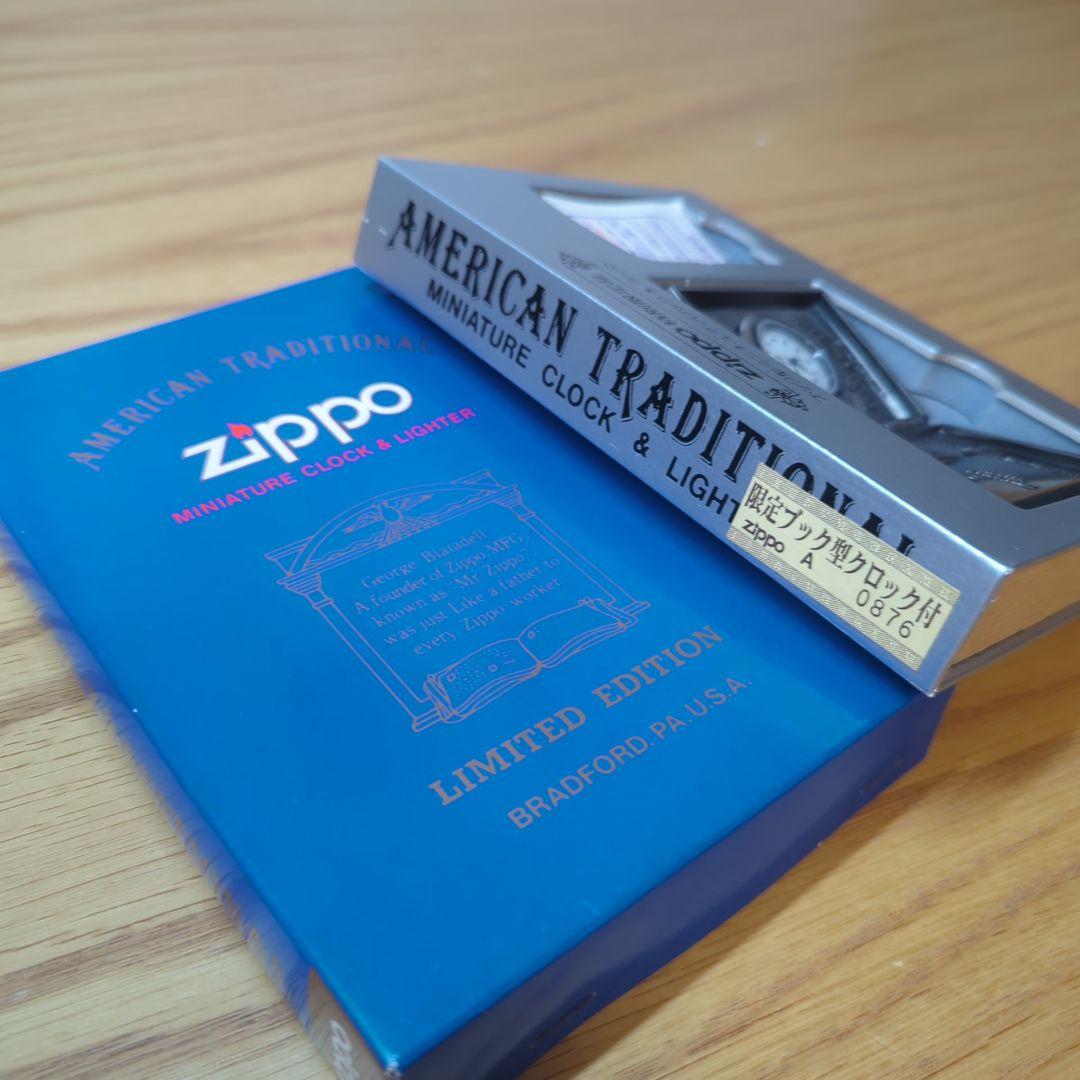 AMERICAN TRADITIONAL
zippo
MINIATURE CLOCK & LIGHTER
George Blaisdell
A founder of Zippo MFG.
known as "Mr Zippo"
was just Like a father to
every Zippo worker
LIMITED EDITION
BRADFORD. PA. U.S.A.
AMERICAN TRADITIONAL
MINIATURE CLOCK & LIGHT
限定ブック型クロック付
zippo A 0876
zippo